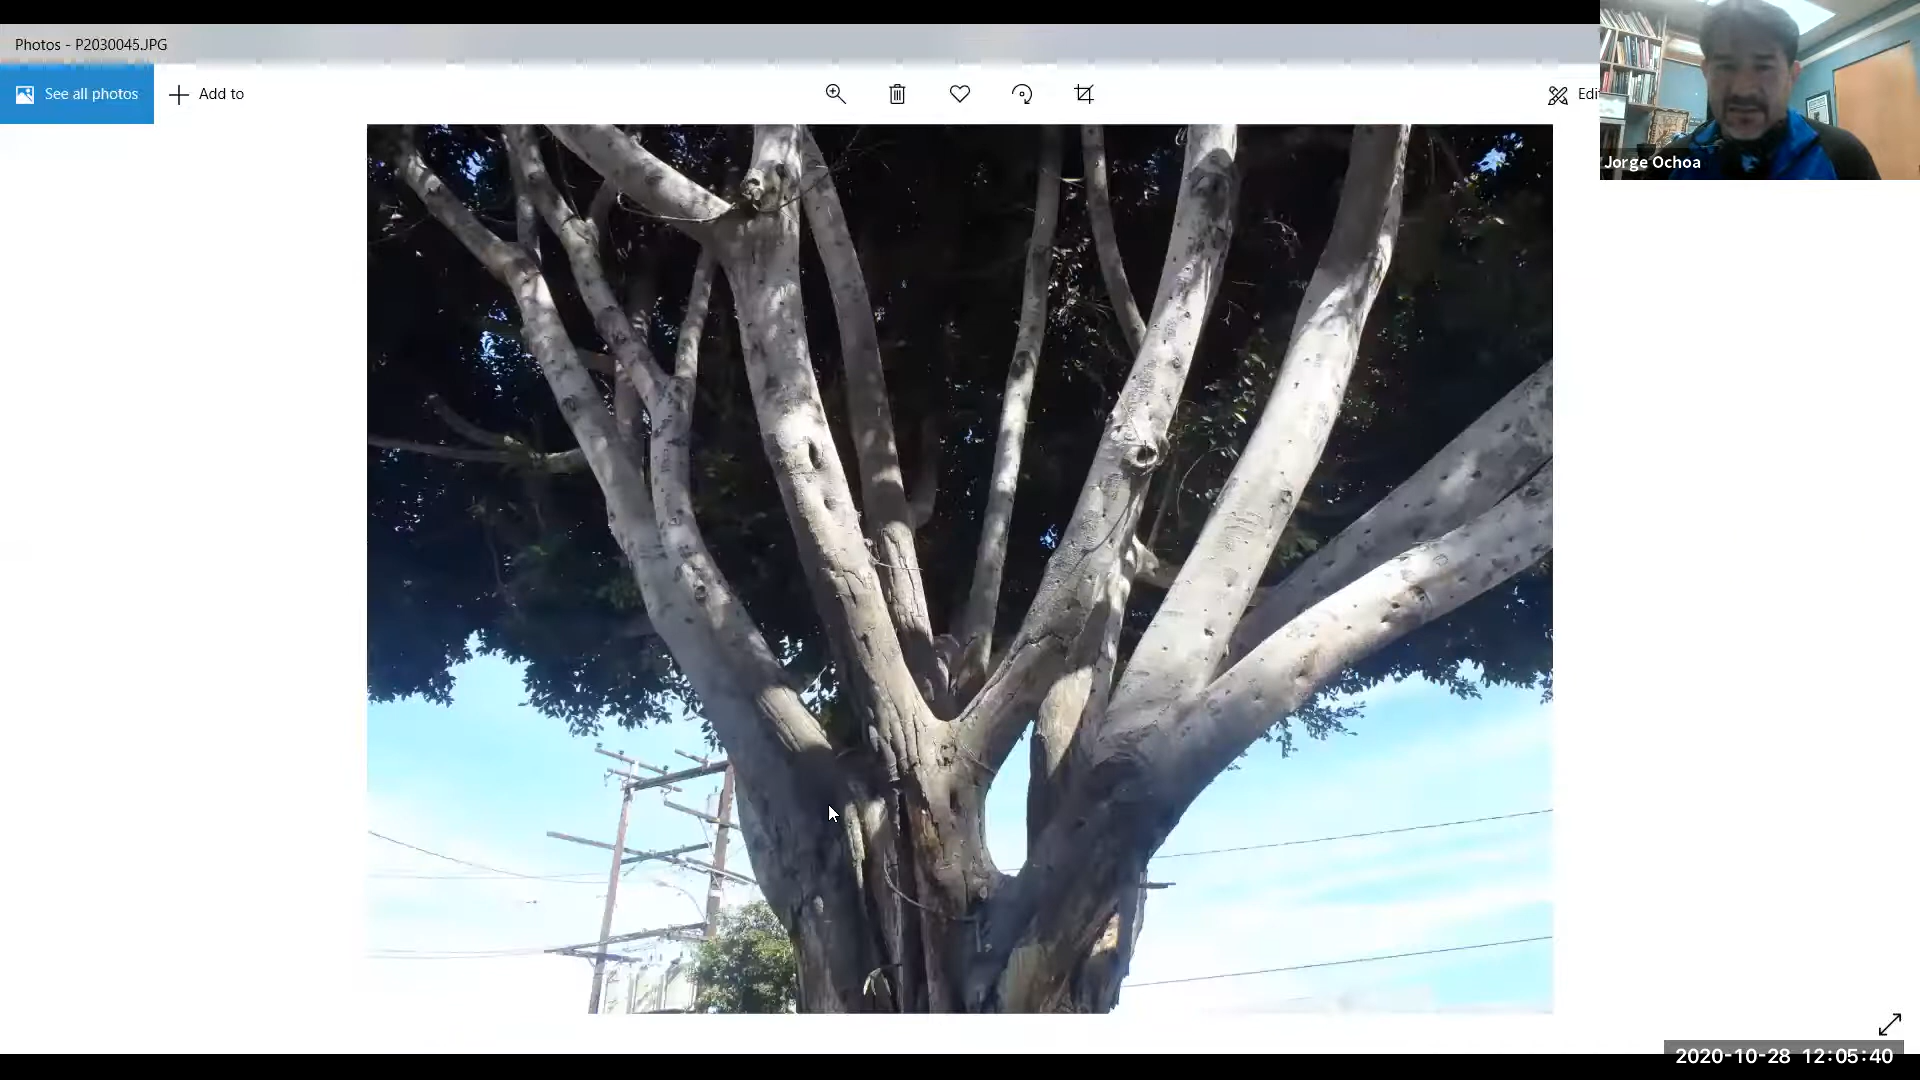 Photos - P2030045.JPG
See all photos
Add to
Edi
Jorge Ochoa
2020-10-28 12:05:40